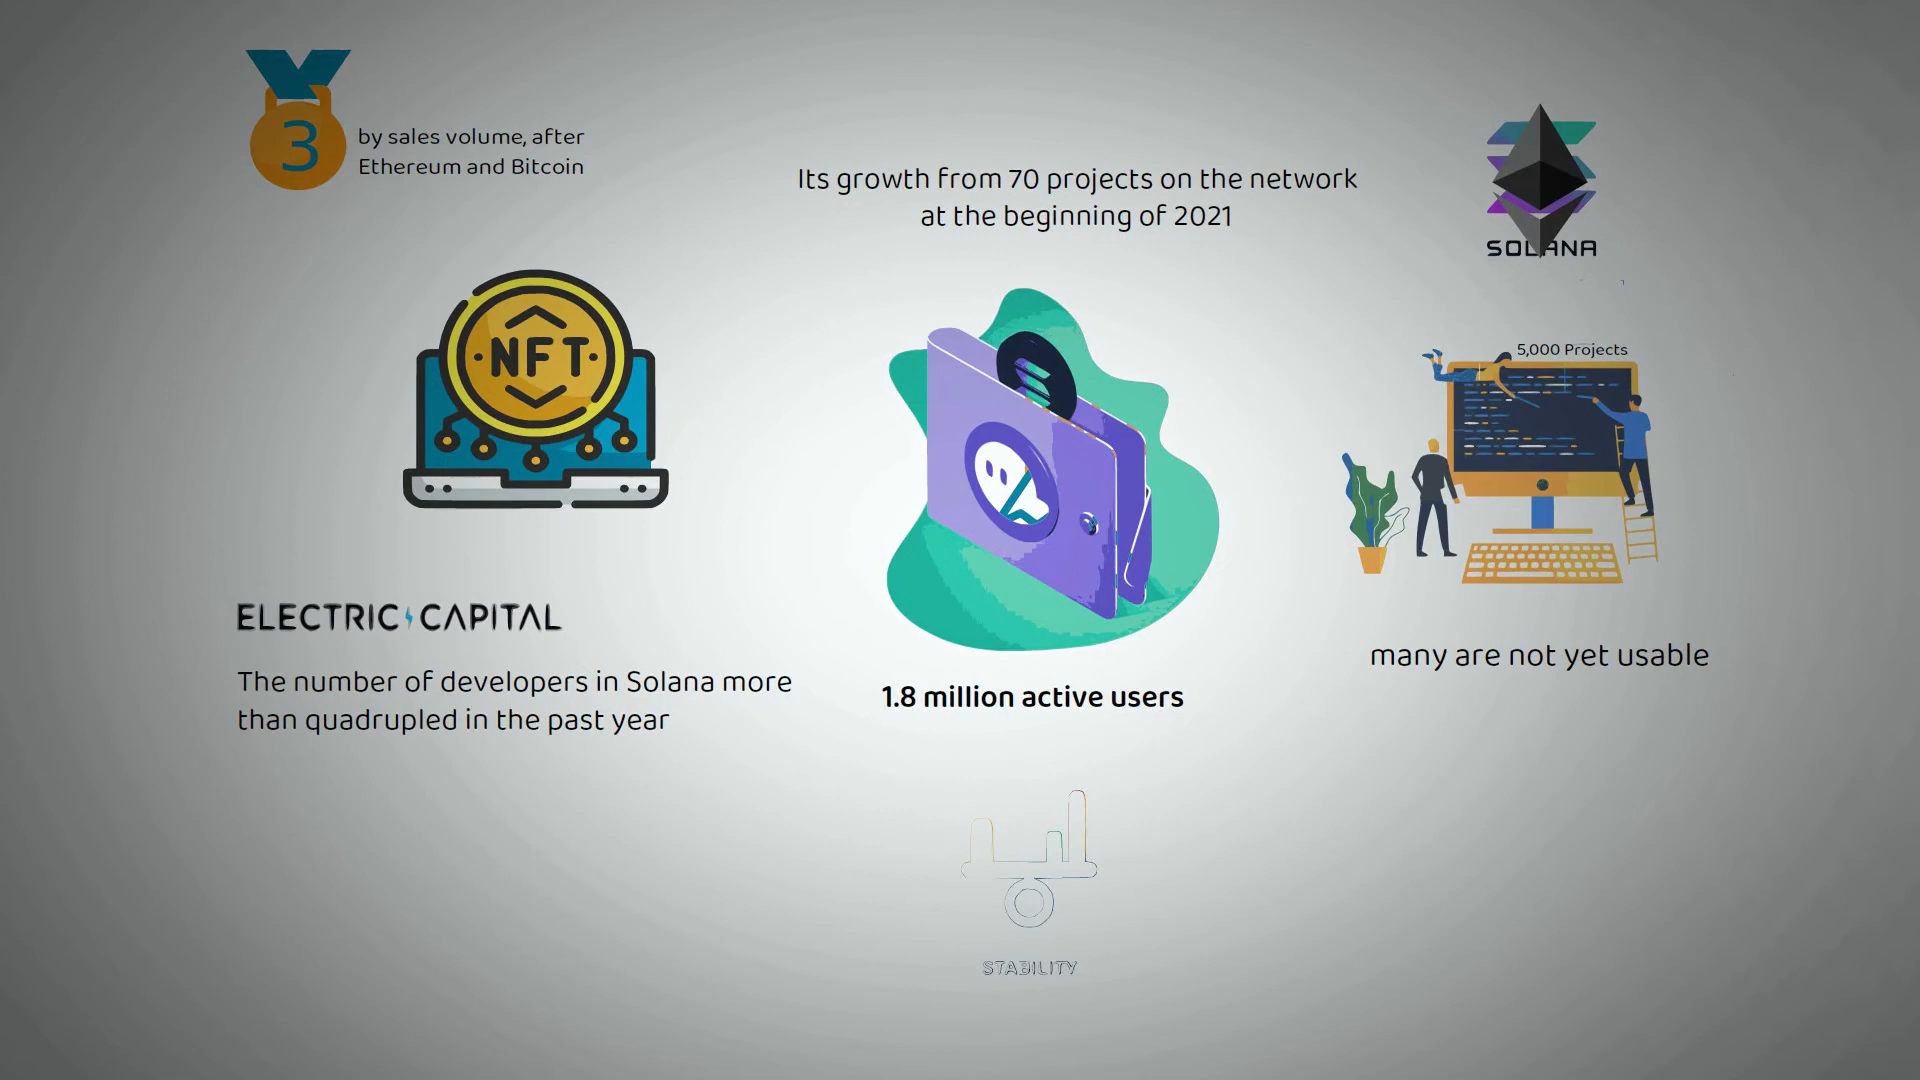 3
by sales volume, after
Ethereum and Bitcoin
Its growth from 70 projects on the network
at the beginning of 2021
SOLANA
NFT
5,000 Projects
ELECTRIC CAPITAL
The number of developers in Solana more
than quadrupled in the past year
1.8 million active users
many are not yet usable
STABILITY